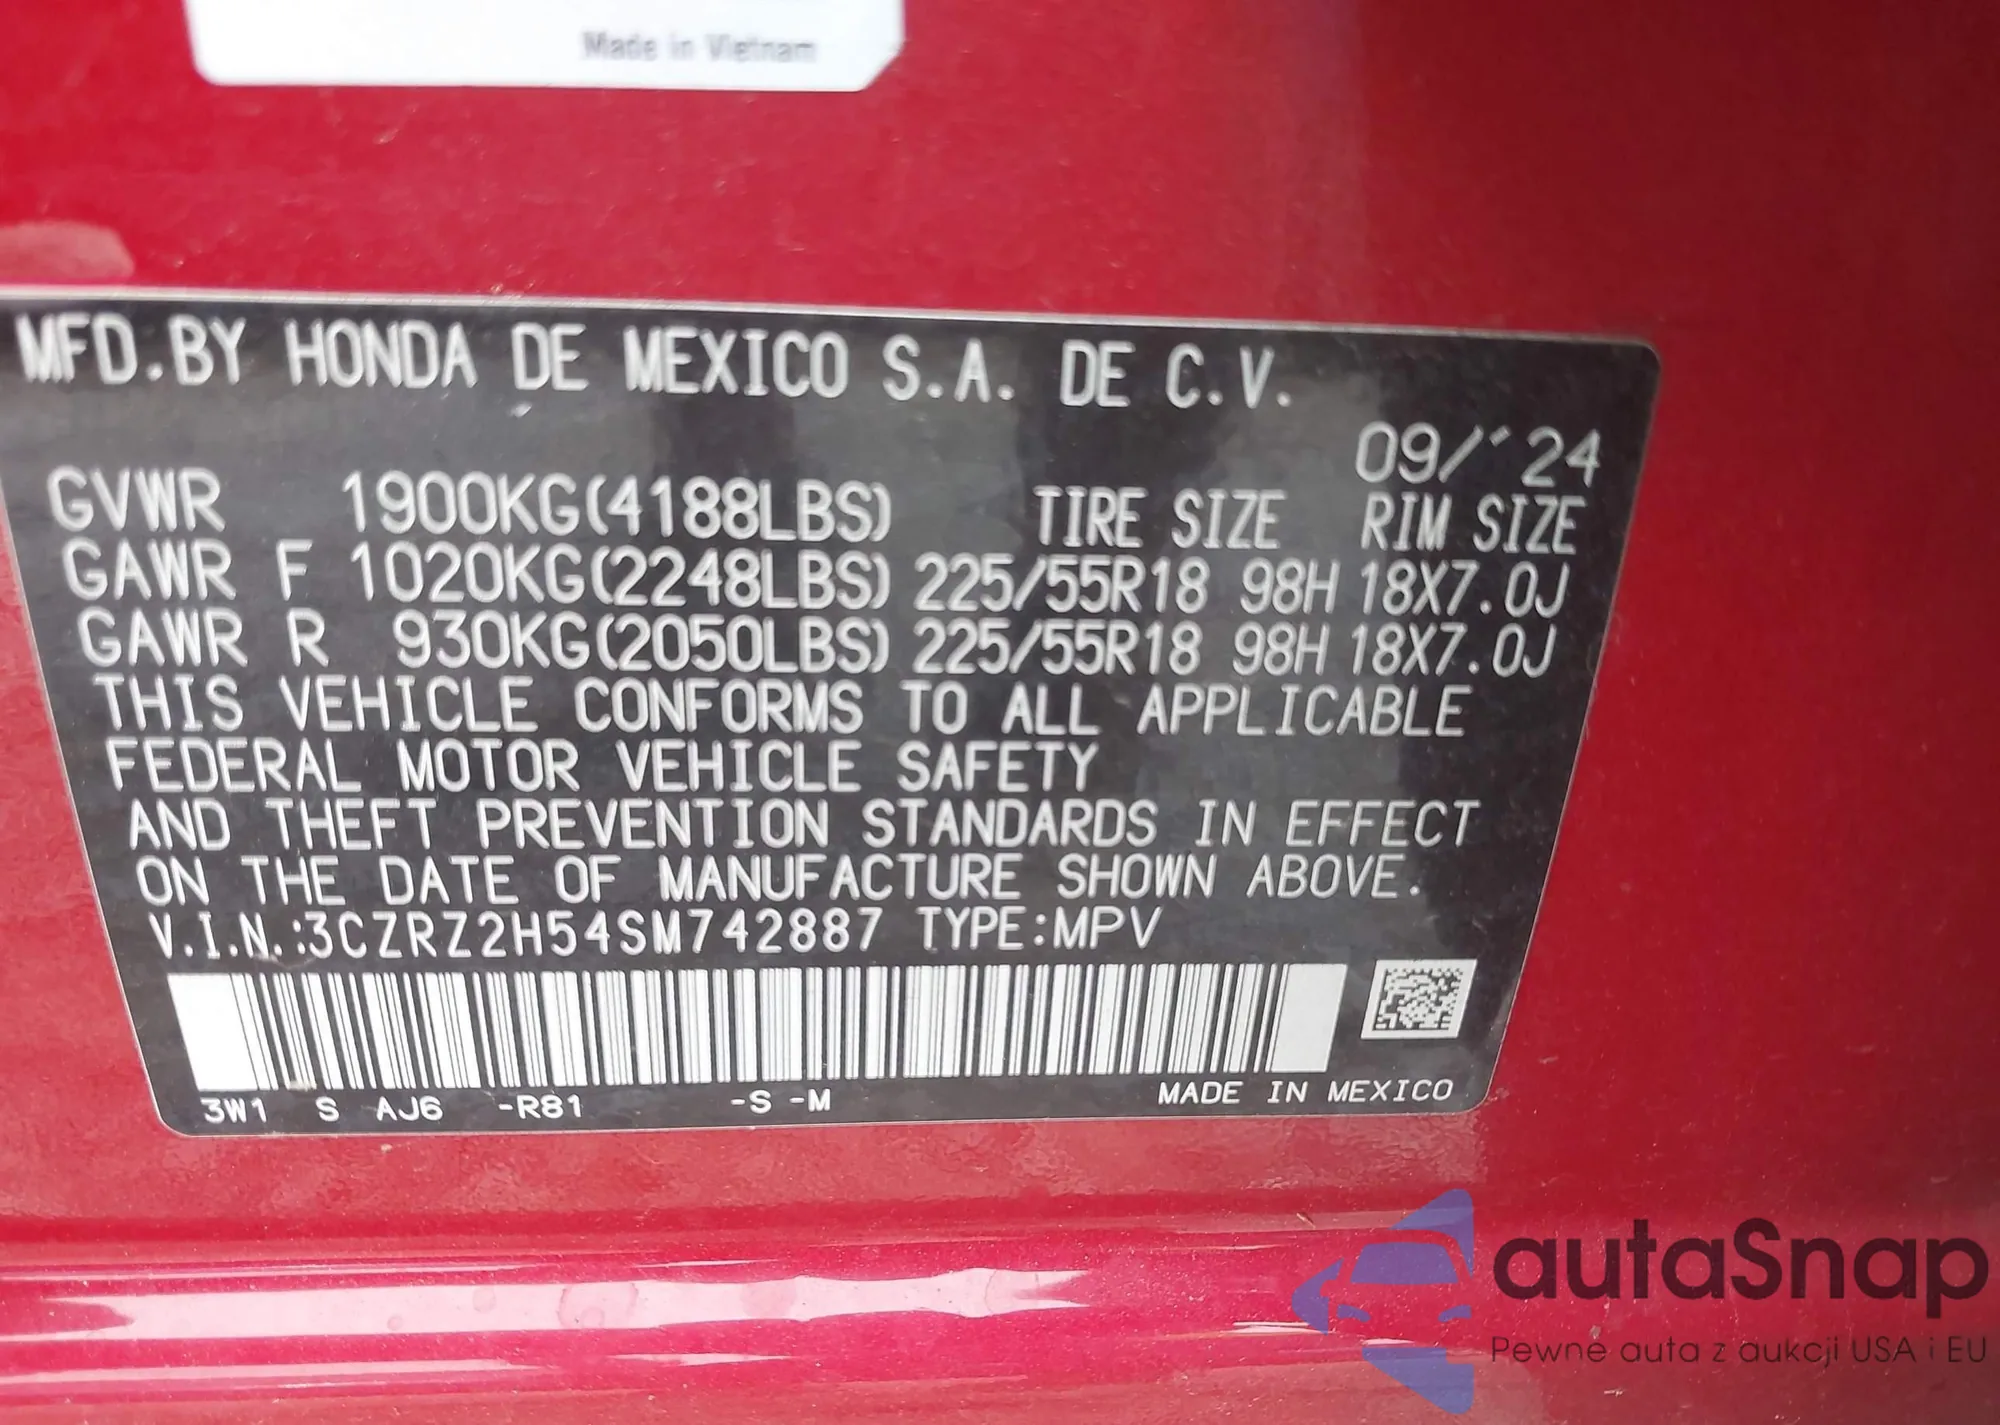 Made in Vietnam
MFD.BY HONDA DE MEXICO S.A. DE C.V.
09/'24
GVWR 1900KG(4188LBS) TIRE SIZE RIM SIZE
GAWR F 1020KG(2248LBS) 225/55R18 98H 18X7.0J
GAWR R 930KG(2050LBS) 225/55R18 98H 18X7.0J
THIS VEHICLE CONFORMS TO ALL APPLICABLE
FEDERAL MOTOR VEHICLE SAFETY
AND THEFT PREVENTION STANDARDS IN EFFECT
ON THE DATE OF MANUFACTURE SHOWN ABOVE.
V.I.N.:3CZRZ2H54SM742887 TYPE:MPV
3W1 S AJ6 -R81 -S -M MADE IN MEXICO
autaSnap
Pewne auta z aukcji USA i EU